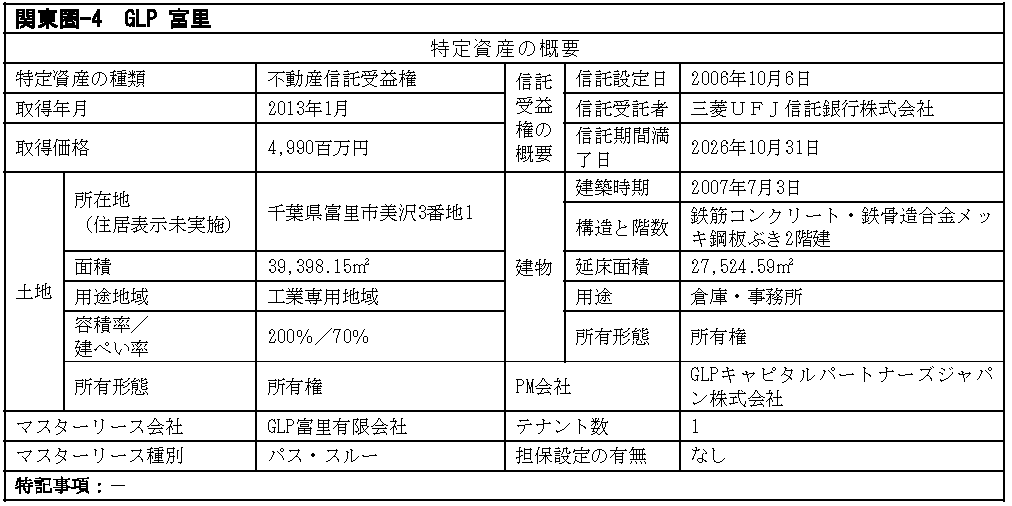 関東圏-4 GLP 富里
特定資産の概要
特定資産の種類 不動産信託受益権 信託受益権の概要 信託設定日 2006年10月6日
取得年月 2013年1月 信託受託者 三菱ＵＦＪ信託銀行株式会社
取得価格 4,990百万円 信託期間満了日 2026年10月31日
土地 所在地
（住居表示未実施） 千葉県富里市美沢3番地1 建物 建築時期 2007年7月3日
構造と階数 鉄筋コンクリート・鉄骨造合金メッ
キ鋼板ぶき2階建
面積 39,398.15㎡ 延床面積 27,524.59㎡
用途地域 工業専用地域 用途 倉庫・事務所
容積率／
建ぺい率 200％／70％ 所有形態 所有権
所有形態 所有権 PM会社 GLPキャピタルパートナーズジャパ
ン株式会社
マスターリース会社 GLP富里有限会社 テナント数 1
マスターリース種別 パス・スルー 担保設定の有無 なし
特記事項：－